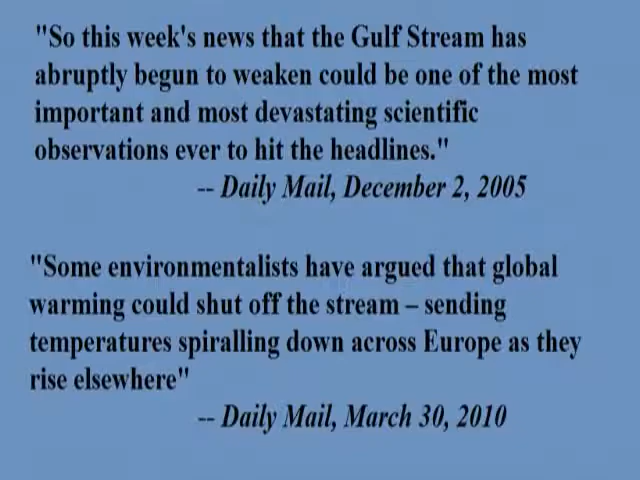 "So this week's news that the Gulf Stream has
abruptly begun to weaken could be one of the most
important and most devastating scientific
observations ever to hit the headlines."
-- Daily Mail, December 2, 2005
"Some environmentalists have argued that global
warming could shut off the stream – sending
temperatures spiralling down across Europe as they
rise elsewhere"
-- Daily Mail, March 30, 2010